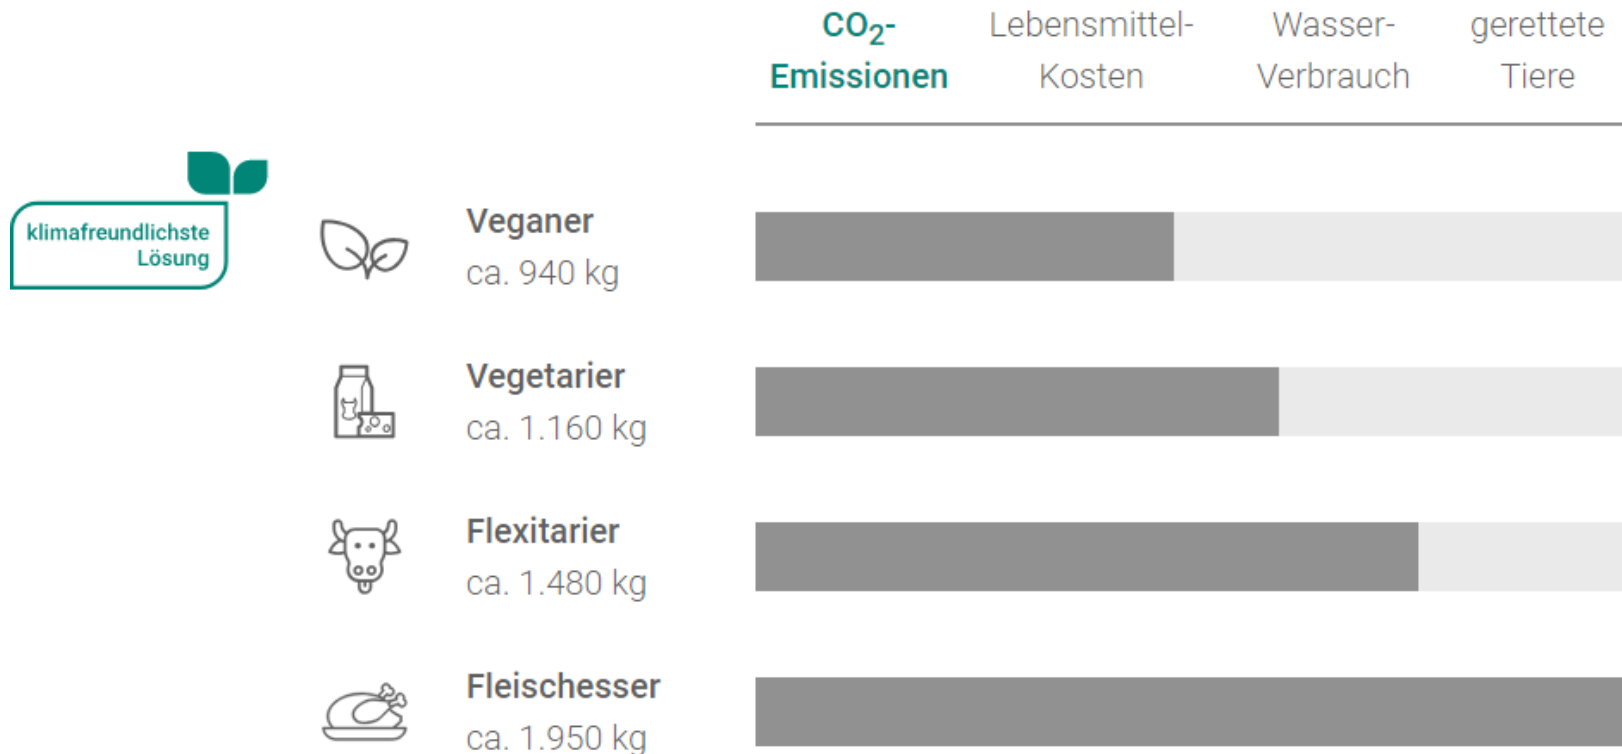 CO₂-
Emissionen
Lebensmittel-
Kosten
Wasser-
Verbrauch
gerettete
Tiere
klimafreundlichste
Lösung
Veganer
ca. 940 kg
Vegetarier
ca. 1.160 kg
Flexitarier
ca. 1.480 kg
Fleischesser
ca. 1.950 kg